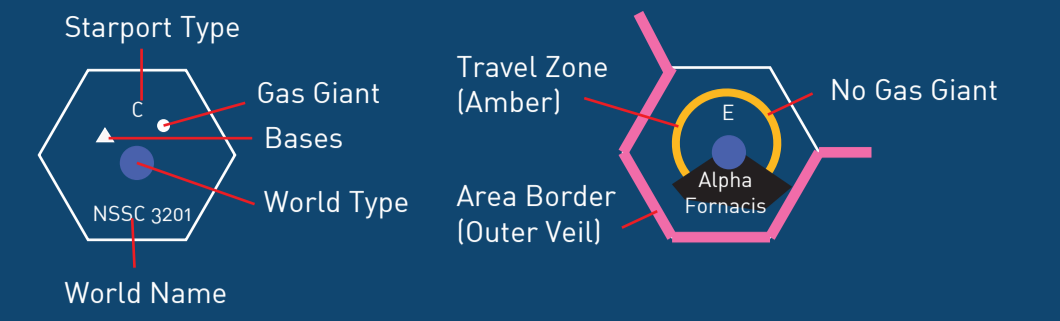 Starport Type
C
Gas Giant
Bases
World Type
NSSC 3201
World Name
Travel Zone
(Amber)
No Gas Giant
E
Alpha
Fornacis
Area Border
(Outer Veil)